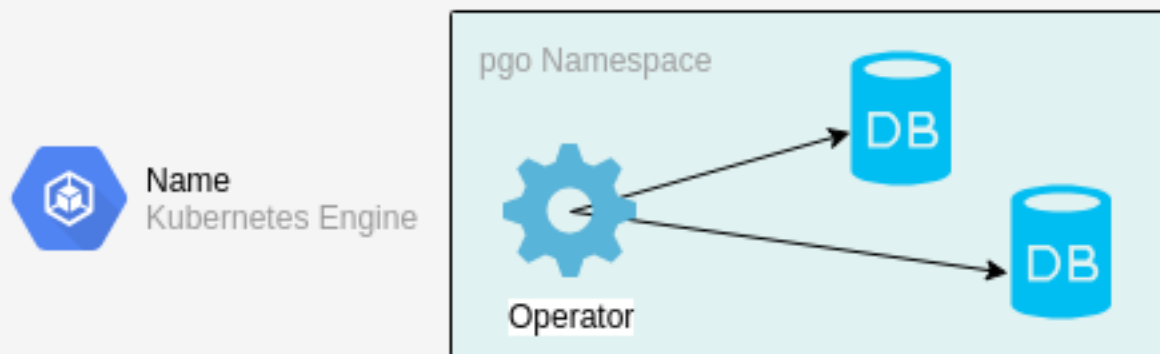 pgo Namespace
DB
Name
Kubernetes Engine
DB
Operator